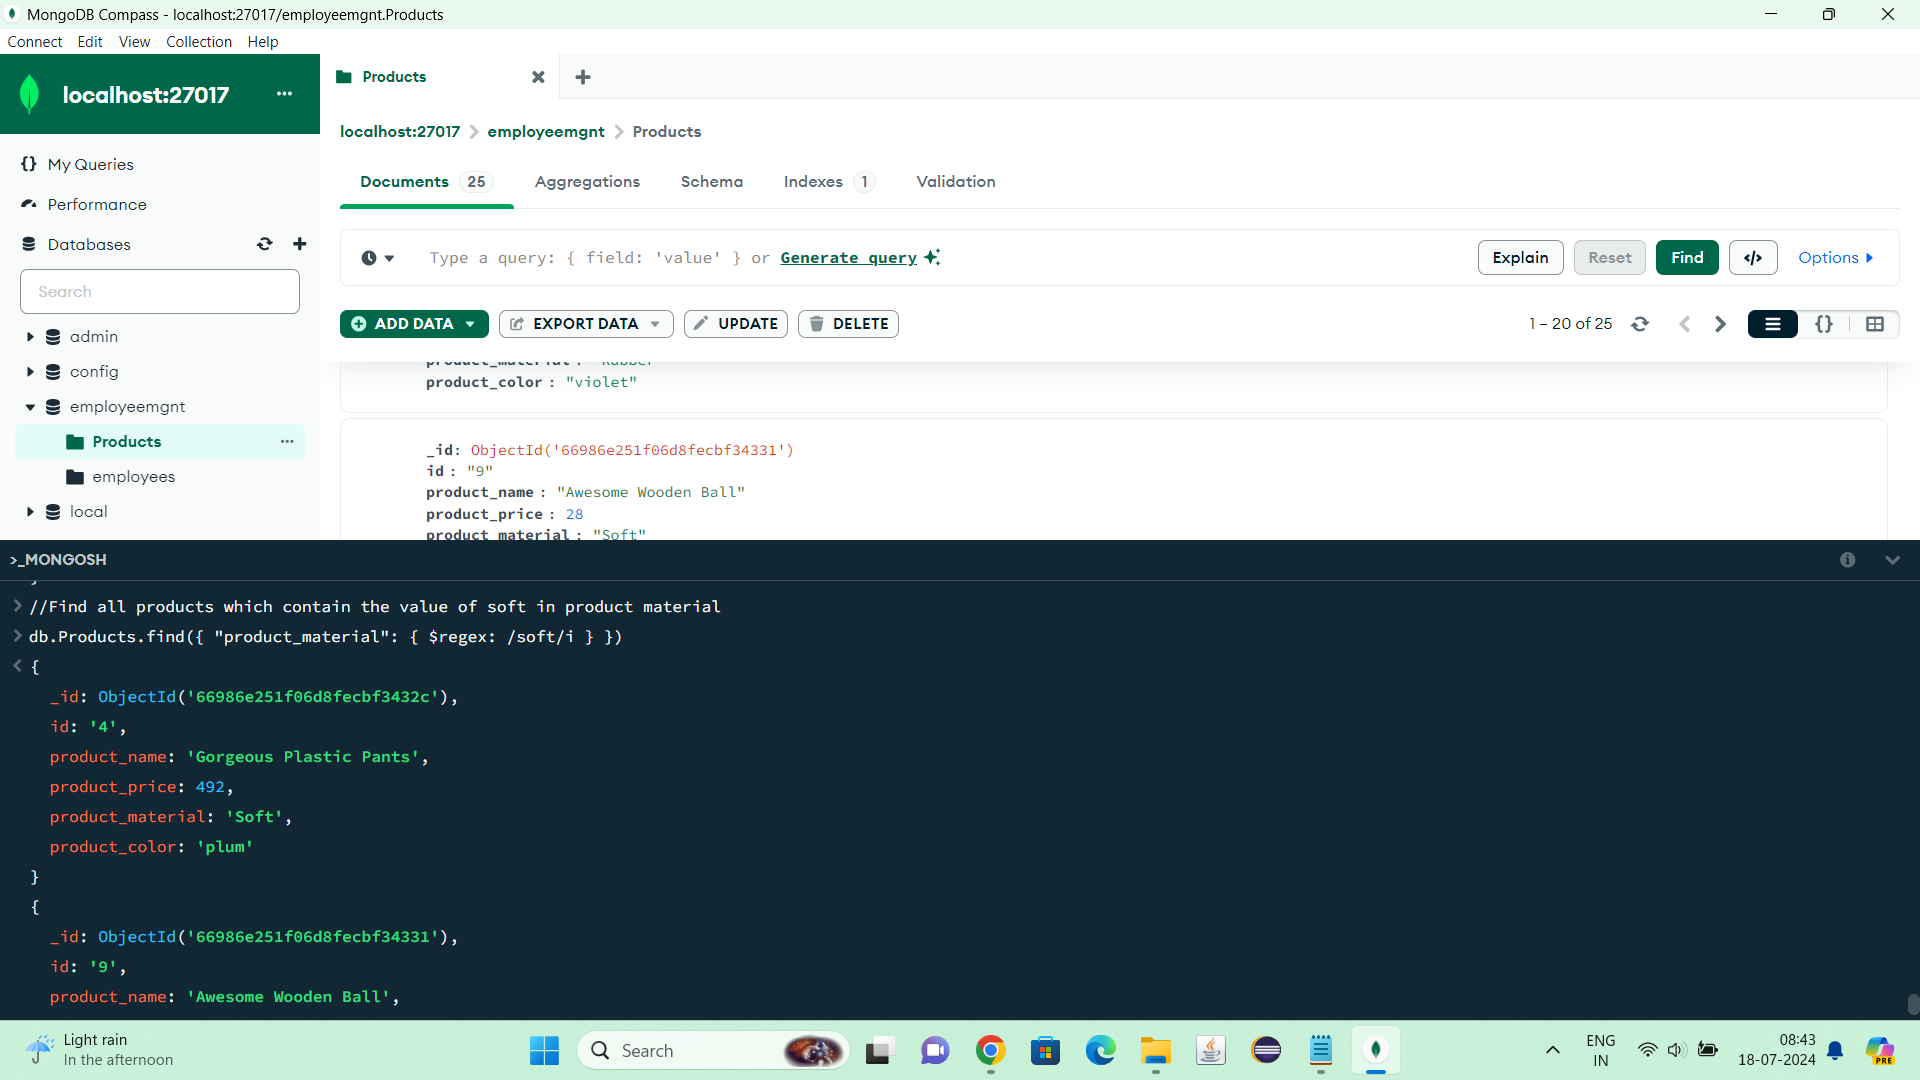 MongoDB Compass - localhost:27017/employeemgnt.Products
Connect Edit View Collection Help
localhost:27017 ...
Products
localhost:27017 > employeemgnt > Products
{} My Queries
Performance
Databases
Search
admin
config
employeemgnt
Products ...
employees
local
Documents 25 Aggregations Schema Indexes 1 Validation
Type a query: { field: 'value' } or Generate query
Explain Reset Find </> Options
ADD DATA EXPORT DATA UPDATE DELETE
1 – 20 of 25 {}
product_material : "Rubber"
product_color : "violet"
_id: ObjectId('66986e251f06d8fecbf34331')
id : "9"
product_name : "Awesome Wooden Ball"
product_price : 28
product_material : "Soft"
>_MONGOSH
> //Find all products which contain the value of soft in product material
> db.Products.find({ "product_material": { $regex: /soft/i } })
< {
_id: ObjectId('66986e251f06d8fecbf3432c'),
id: '4',
product_name: 'Gorgeous Plastic Pants',
product_price: 492,
product_material: 'Soft',
product_color: 'plum'
}
{
_id: ObjectId('66986e251f06d8fecbf34331'),
id: '9',
product_name: 'Awesome Wooden Ball',
Light rain
In the afternoon
Search
PRE
ENG
IN
08:43
18-07-2024